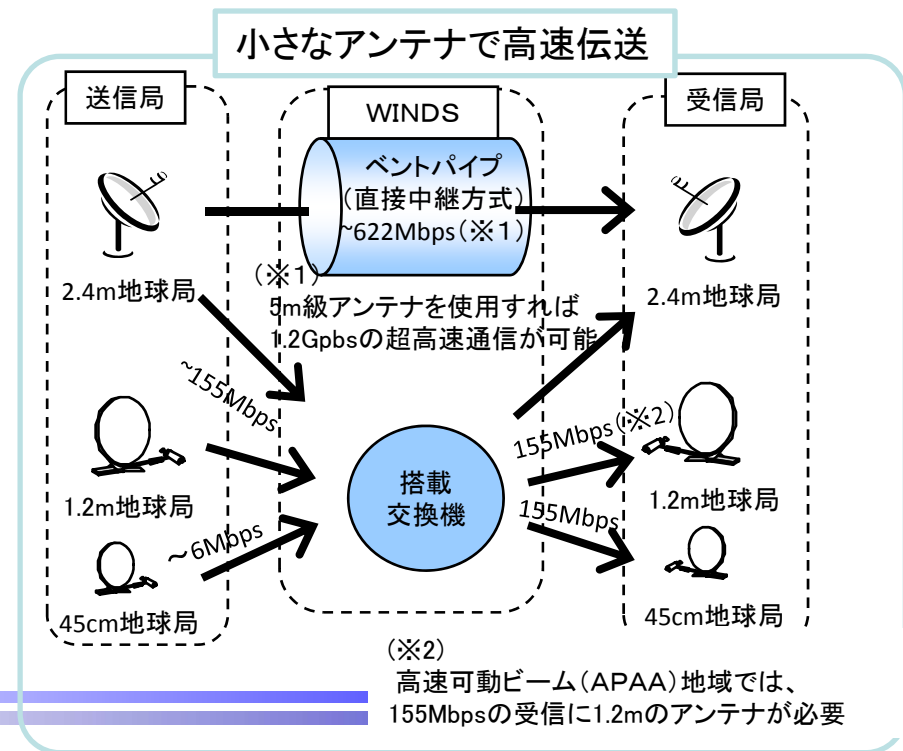 小さなアンテナで高速伝送
送信局
WINDS
受信局
ベントパイプ
(直接中継方式)
~622Mbps(※1)
2.4m地球局
2.4m地球局
(※1)
5m級アンテナを使用すれば
1.2Gpbsの超高速通信が可能
~155Mbps
155Mbps(※2)
1.2m地球局
搭載
交換機
1.2m地球局
155Mbps
～6Mbps
45cm地球局
45cm地球局
(※2)
高速可動ビーム(APAA)地域では、
155Mbpsの受信に1.2mのアンテナが必要